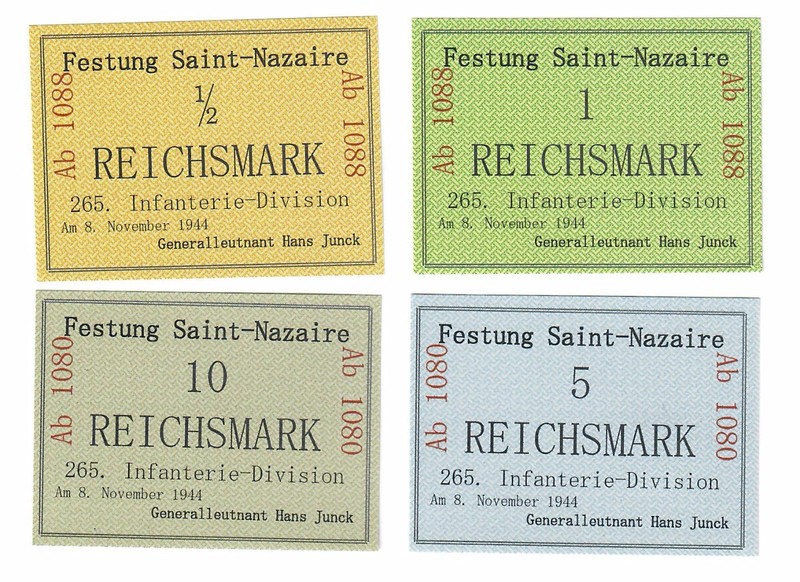 Festung Saint-Nazaire
Ab 1088
½
Ab 1088
REICHSMARK
265. Infanterie-Division
Am 8. November 1944
Generalleutnant Hans Junck
Festung Saint-Nazaire
Ab 1088
1
Ab 1088
REICHSMARK
265. Infanterie-Division
Am 8. November 1944
Generalleutnant Hans Junck
Festung Saint-Nazaire
Ab 1080
10
Ab 1080
REICHSMARK
265. Infanterie-Division
Am 8. November 1944
Generalleutnant Hans Junck
Festung Saint-Nazaire
Ab 1080
5
Ab 1080
REICHSMARK
265. Infanterie-Division
Am 8. November 1944
Generalleutnant Hans Junck